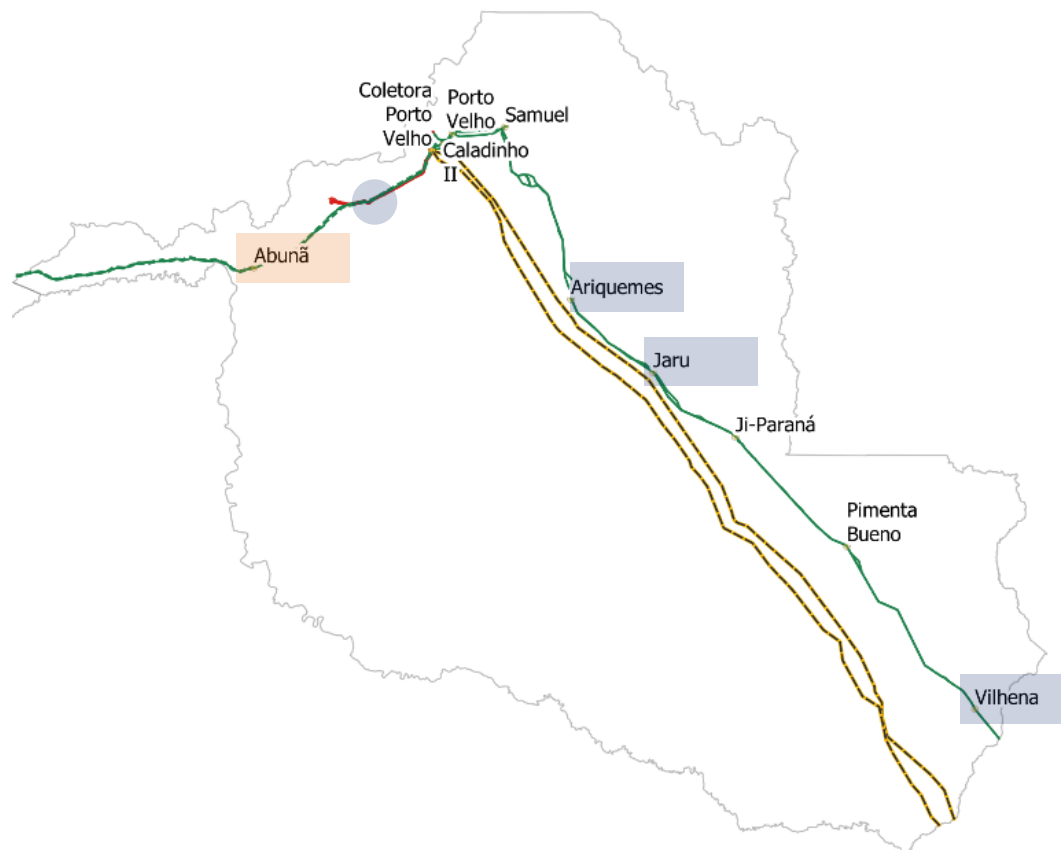 Coletora
Porto
Velho
Porto
Velho
Samuel
Caladinho
II
Abunã
Ariquemes
Jaru
Ji-Paraná
Pimenta
Bueno
Vilhena